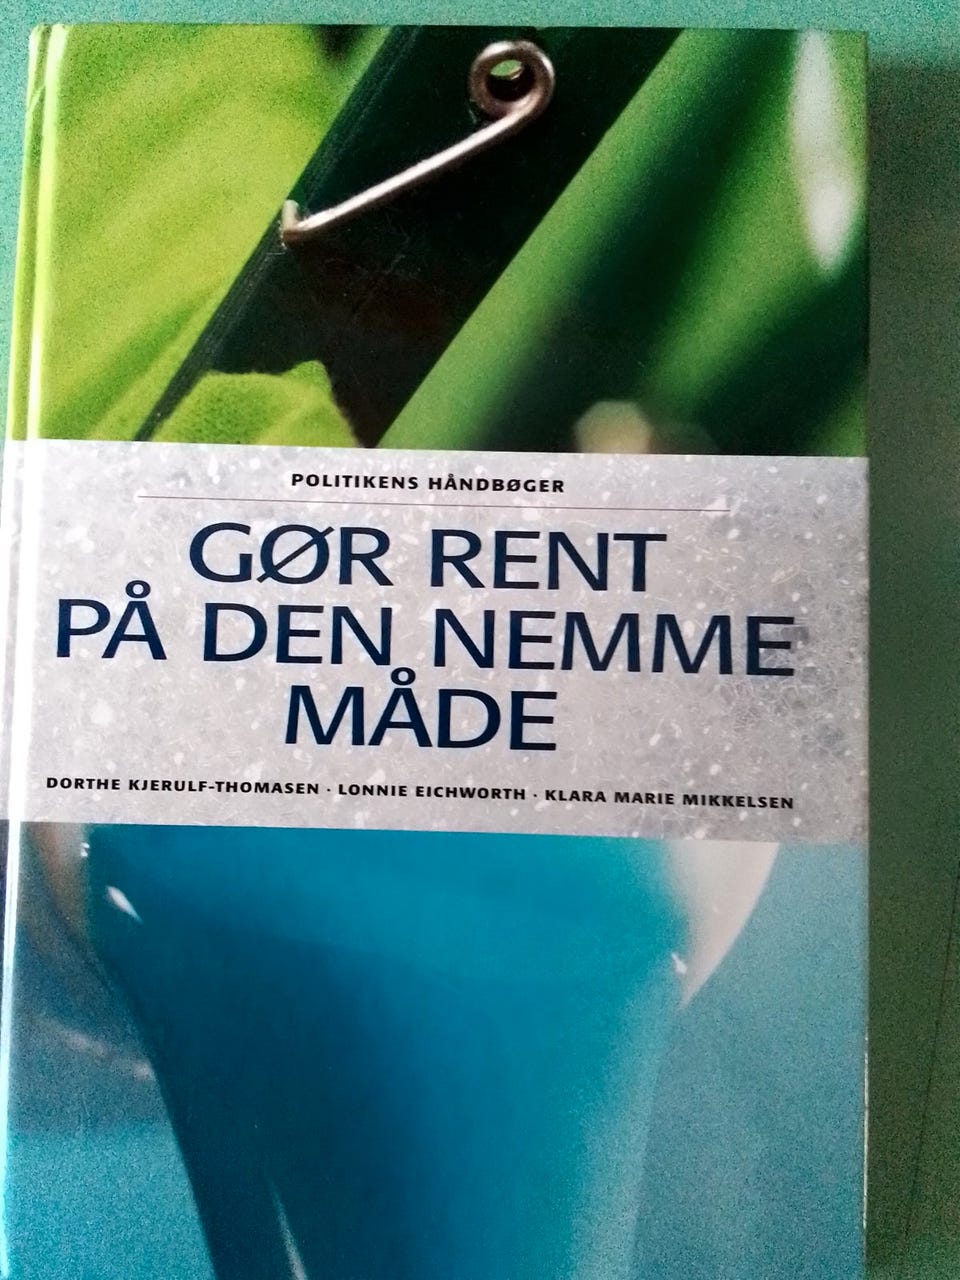 POLITIKENS HÅNDBØGER
GØR RENT
PÅ DEN NEMME
MÅDE
DORTHE KJERULF-THOMASEN · LONNIE EICHWORTH · KLARA MARIE MIKKELSEN